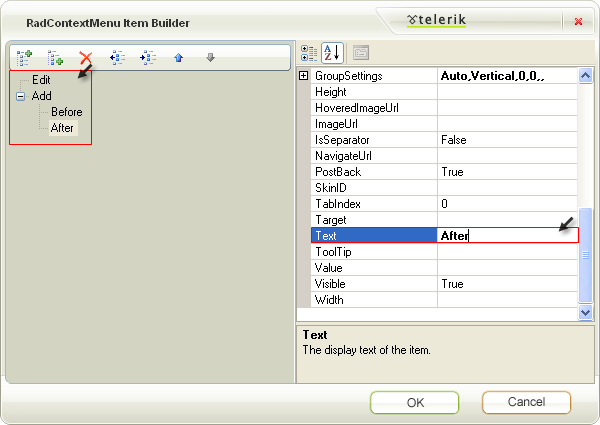 RadContextMenu Item Builder
telerik
Edit
Add
Before
After
GroupSettings Auto,Vertical,0,0,,
Height
HoveredImageUrl
ImageUrl
IsSeparator False
NavigateUrl
PostBack True
SkinID
TabIndex 0
Target
Text After
ToolTip
Value
Visible True
Width
Text
The display text of the item.
OK Cancel